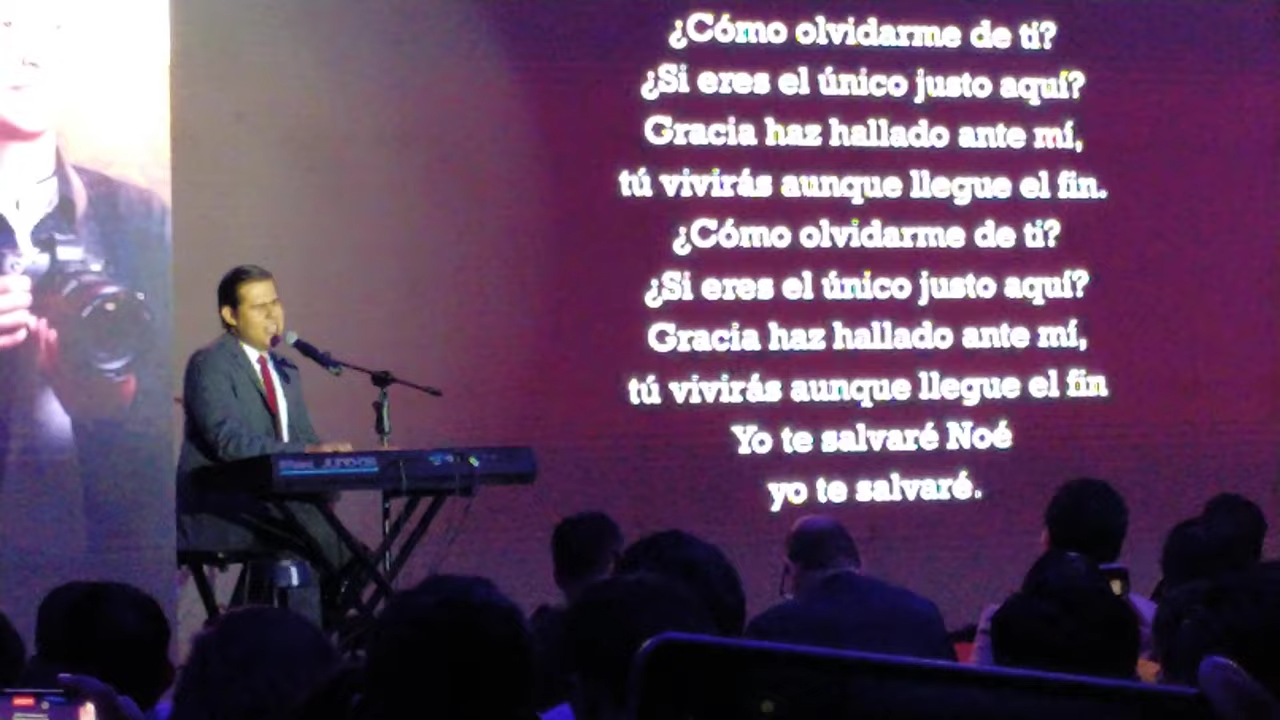 ¿Cómo olvidarme de ti?
¿Si eres el único justo aquí?
Gracia haz hallado ante mí,
tú vivirás aunque llegue el fin.
¿Cómo olvidarme de ti?
¿Si eres el único justo aquí?
Gracia haz hallado ante mí,
tú vivirás aunque llegue el fin
Yo te salvaré Noé
yo te salvaré.